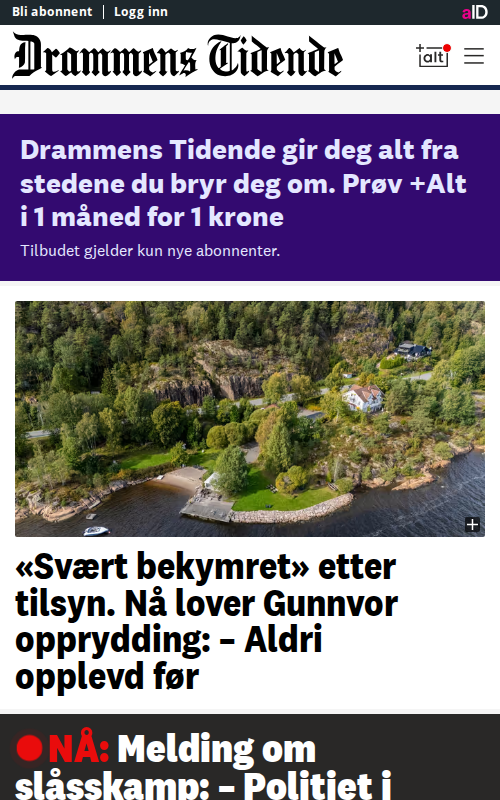 Bli abonnent
Logg inn
aID
Drammens Tidende
+alt
Drammens Tidende gir deg alt fra
stedene du bryr deg om. Prøv +Alt
i 1 måned for 1 krone
Tilbudet gjelder kun nye abonnenter.
«Svært bekymret» etter
tilsyn. Nå lover Gunnvor
opprydding: – Aldri
opplevd før
NÅ: Melding om
slåsskamp: – Politiet i